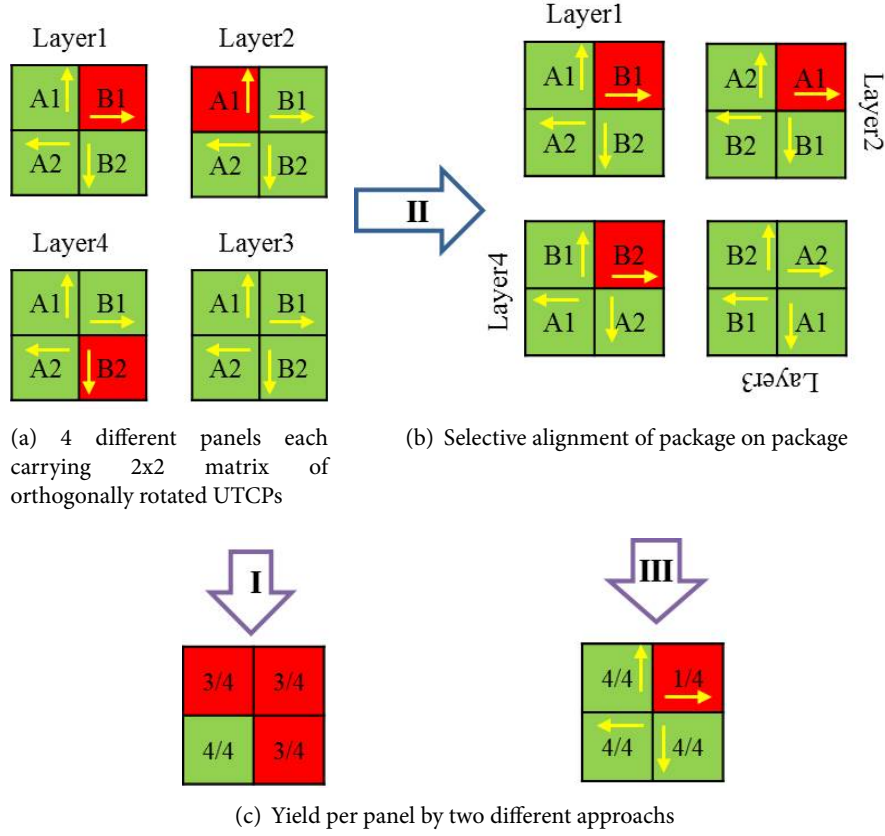 Layer1
Layer2
A1 B1
A2 B2
A1 B1
A2 B2
Layer4
Layer3
A1 B1
A2 B2
A1 B1
A2 B2
(a) 4 different panels each
carrying 2x2 matrix of
orthogonally rotated UTCPs
II
Layer1
A1 B1
A2 B2
A2 A1
B2 B1
Layer2
Layer4
B1 B2
A1 A2
B2 A2
B1 A1
Layer3
(b) Selective alignment of package on package
I
III
3/4 3/4
4/4 3/4
4/4 1/4
4/4 4/4
(c) Yield per panel by two different approachs